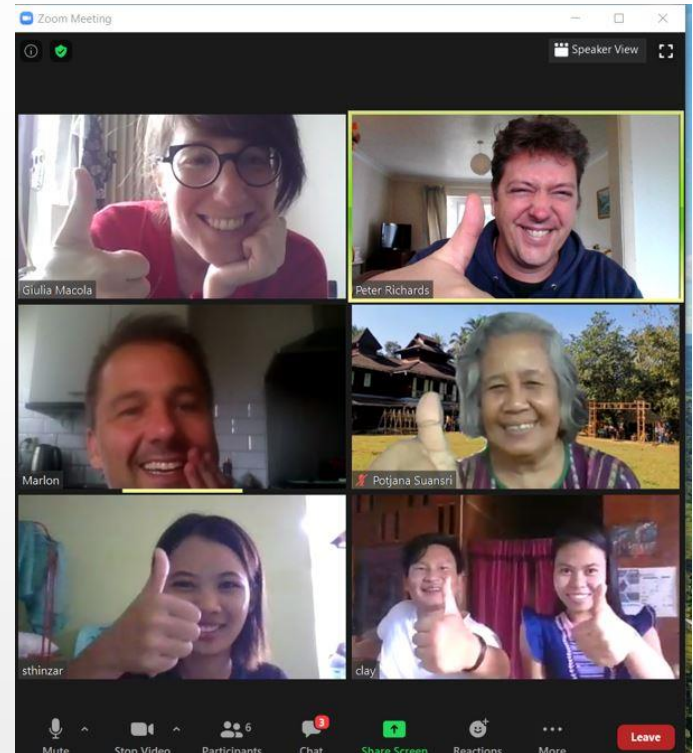 Zoom Meeting
Speaker View
Giulia Macola
Peter Richards
Marlon
Potjana Suansri
sthinzar
clay
6
3
Mute
Stop Video
Participants
Chat
Share Screen
Reactions
More
Leave